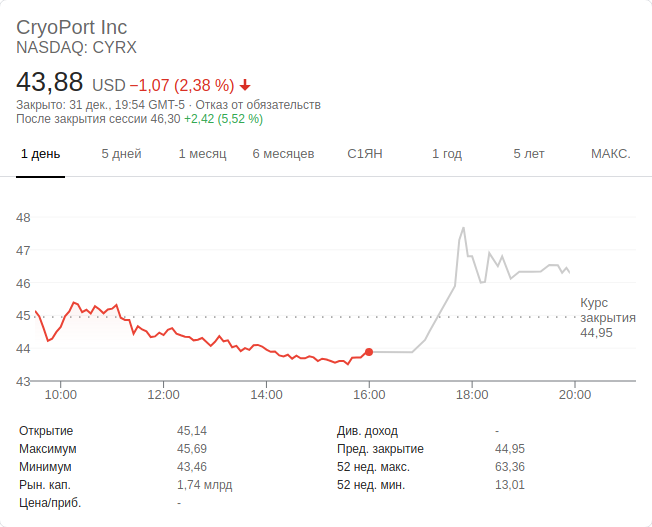 CryoPort Inc
NASDAQ: CYRX
43,88 USD −1,07 (2,38 %)
Закрыто: 31 дек., 19:54 GMT-5 · Отказ от обязательств
После закрытия сессии 46,30 +2,42 (5,52 %)
1 день 5 дней 1 месяц 6 месяцев С1ЯН 1 год 5 лет МАКС.
48
47
46
45
44
43
Курс
закрытия
44,95
10:00 12:00 14:00 16:00 18:00 20:00
Открытие 45,14
Максимум 45,69
Минимум 43,46
Рын. кап. 1,74 млрд
Цена/приб. -
Див. доход -
Пред. закрытие 44,95
52 нед. макс. 63,36
52 нед. мин. 13,01